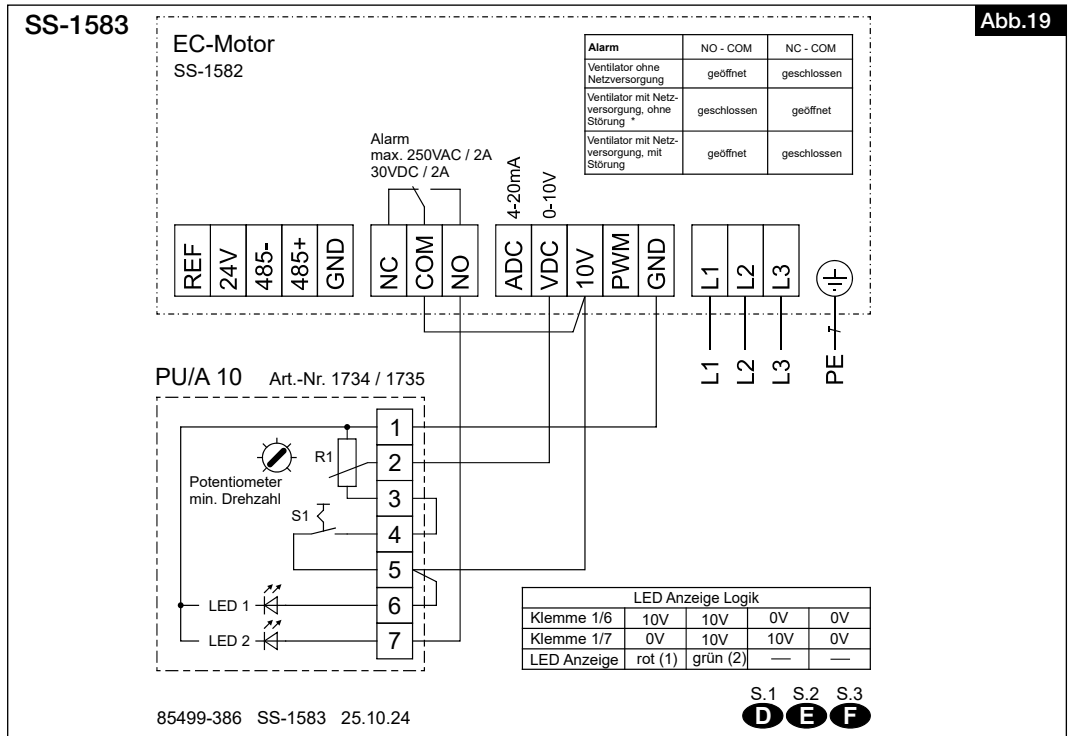 SS-1583
Abb.19
EC-Motor
SS-1582
Alarm NO - COM NC - COM
Ventilator ohne
Netzversorgung geöffnet geschlossen
Ventilator mit Netz-
versorgung, ohne
Störung * geschlossen geöffnet
Ventilator mit Netz-
versorgung, mit
Störung geöffnet geschlossen
Alarm
max. 250VAC / 2A
30VDC / 2A
4-20mA
0-10V
REF
24V
485-
485+
GND
NC
COM
NO
ADC
VDC
10V
PWM
GND
L1
L2
L3
L1
L2
L3
PE
PU/A 10 Art.-Nr. 1734 / 1735
1
R1 2
Potentiometer
min. Drehzahl
3
S1
4
5
LED 1 6
LED 2 7
LED Anzeige Logik
Klemme 1/6 10V 10V 0V 0V
Klemme 1/7 0V 10V 10V 0V
LED Anzeige rot (1) grün (2) — —
S.1 S.2 S.3
D E F
85499-386 SS-1583 25.10.24